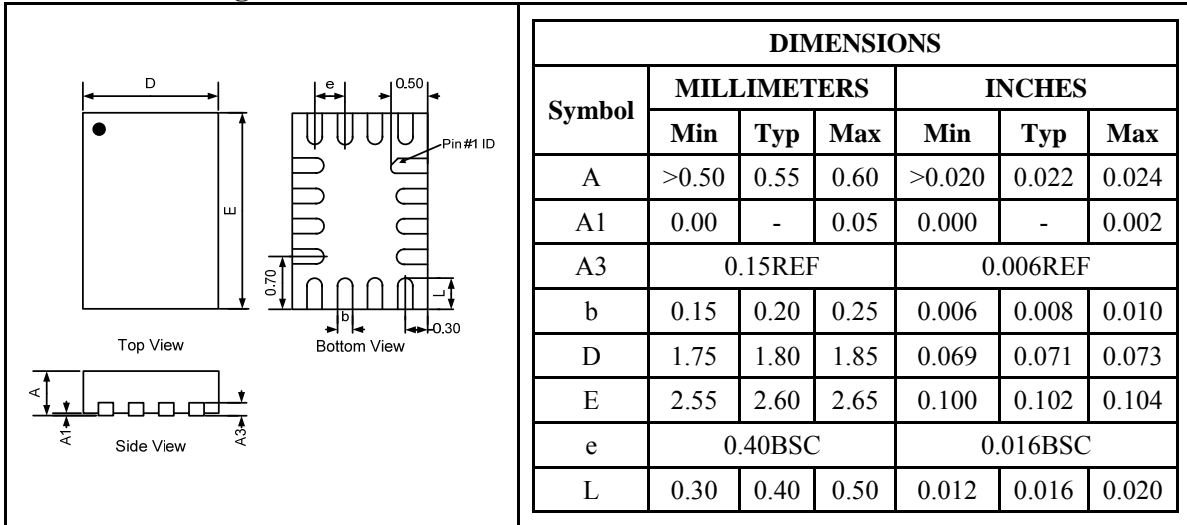 D
E
Top View
A
A1
A3
Side View
e
0.50
Pin #1 ID
0.70
L
b
0.30
Bottom View
DIMENSIONS
Symbol MILLIMETERS INCHES
Min Typ Max Min Typ Max
A >0.50 0.55 0.60 >0.020 0.022 0.024
A1 0.00 - 0.05 0.000 - 0.002
A3 0.15REF 0.006REF
b 0.15 0.20 0.25 0.006 0.008 0.010
D 1.75 1.80 1.85 0.069 0.071 0.073
E 2.55 2.60 2.65 0.100 0.102 0.104
e 0.40BSC 0.016BSC
L 0.30 0.40 0.50 0.012 0.016 0.020